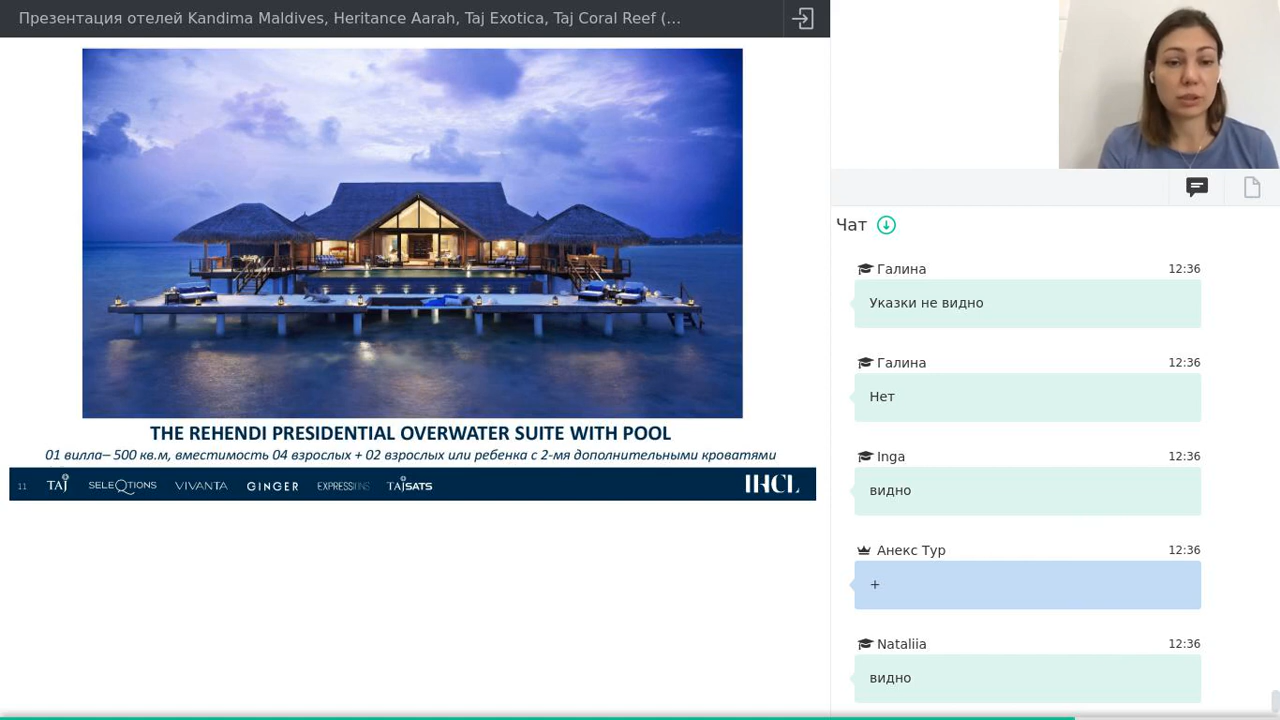 Презентация отелей Kandima Maldives, Heritance Aarah, Taj Exotica, Taj Coral Reef (...
THE REHENDI PRESIDENTIAL OVERWATER SUITE WITH POOL
01 вилла– 500 кв.м, вместимость 04 взрослых + 02 взрослых или ребенка с 2-мя дополнительными кроватями
11 TAJ SELEQTIONS VIVANTA GINGER EXPRESSIONS TAJSATS IHCL
Чат
Галина 12:36
Указки не видно
Галина 12:36
Нет
Inga 12:36
видно
Анекс Тур 12:36
+
Nataliia 12:36
видно